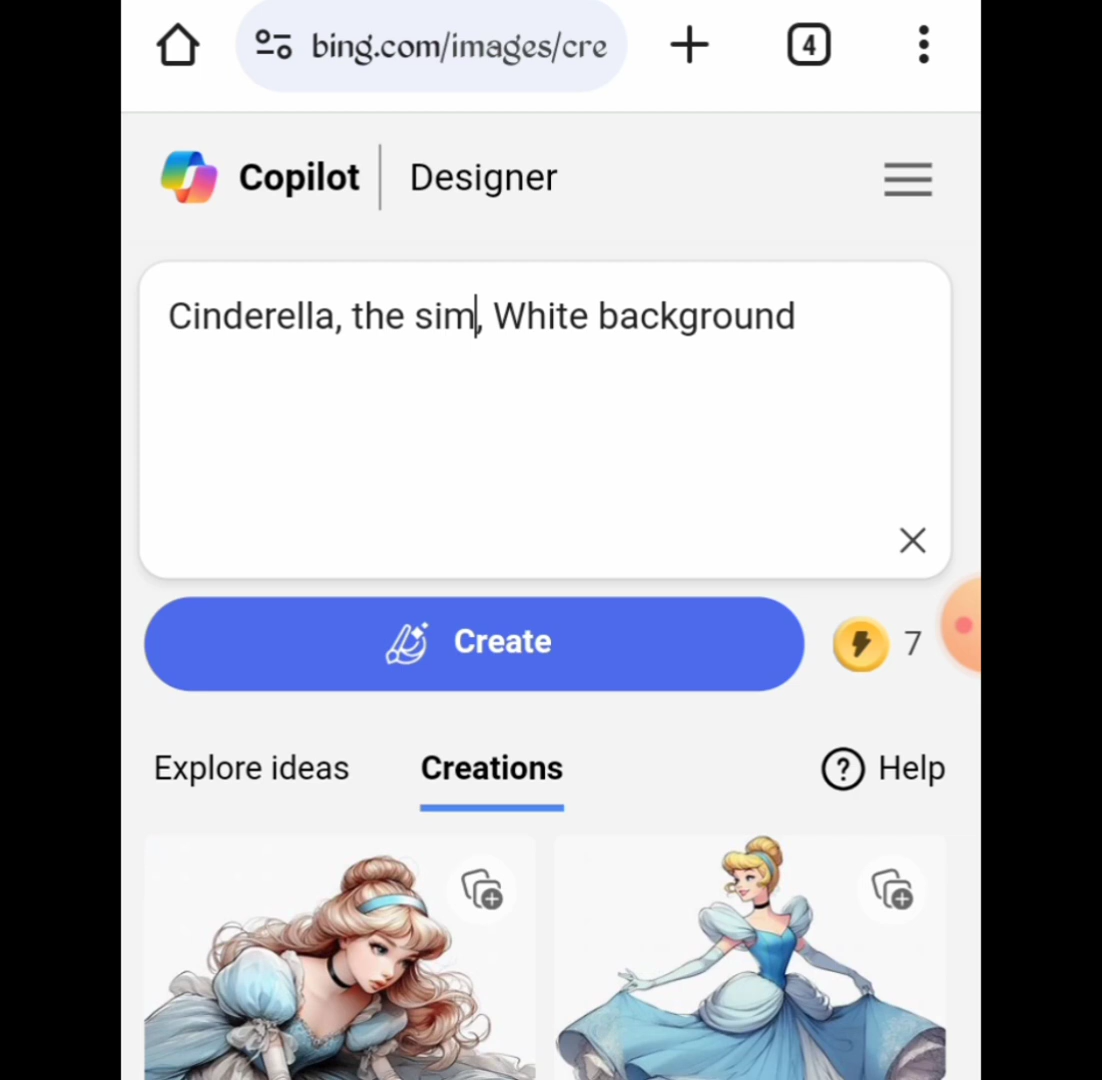 bing.com/images/cre
4
Copilot | Designer
Cinderella, the sim, White background
Create
7
Explore ideas
Creations
Help